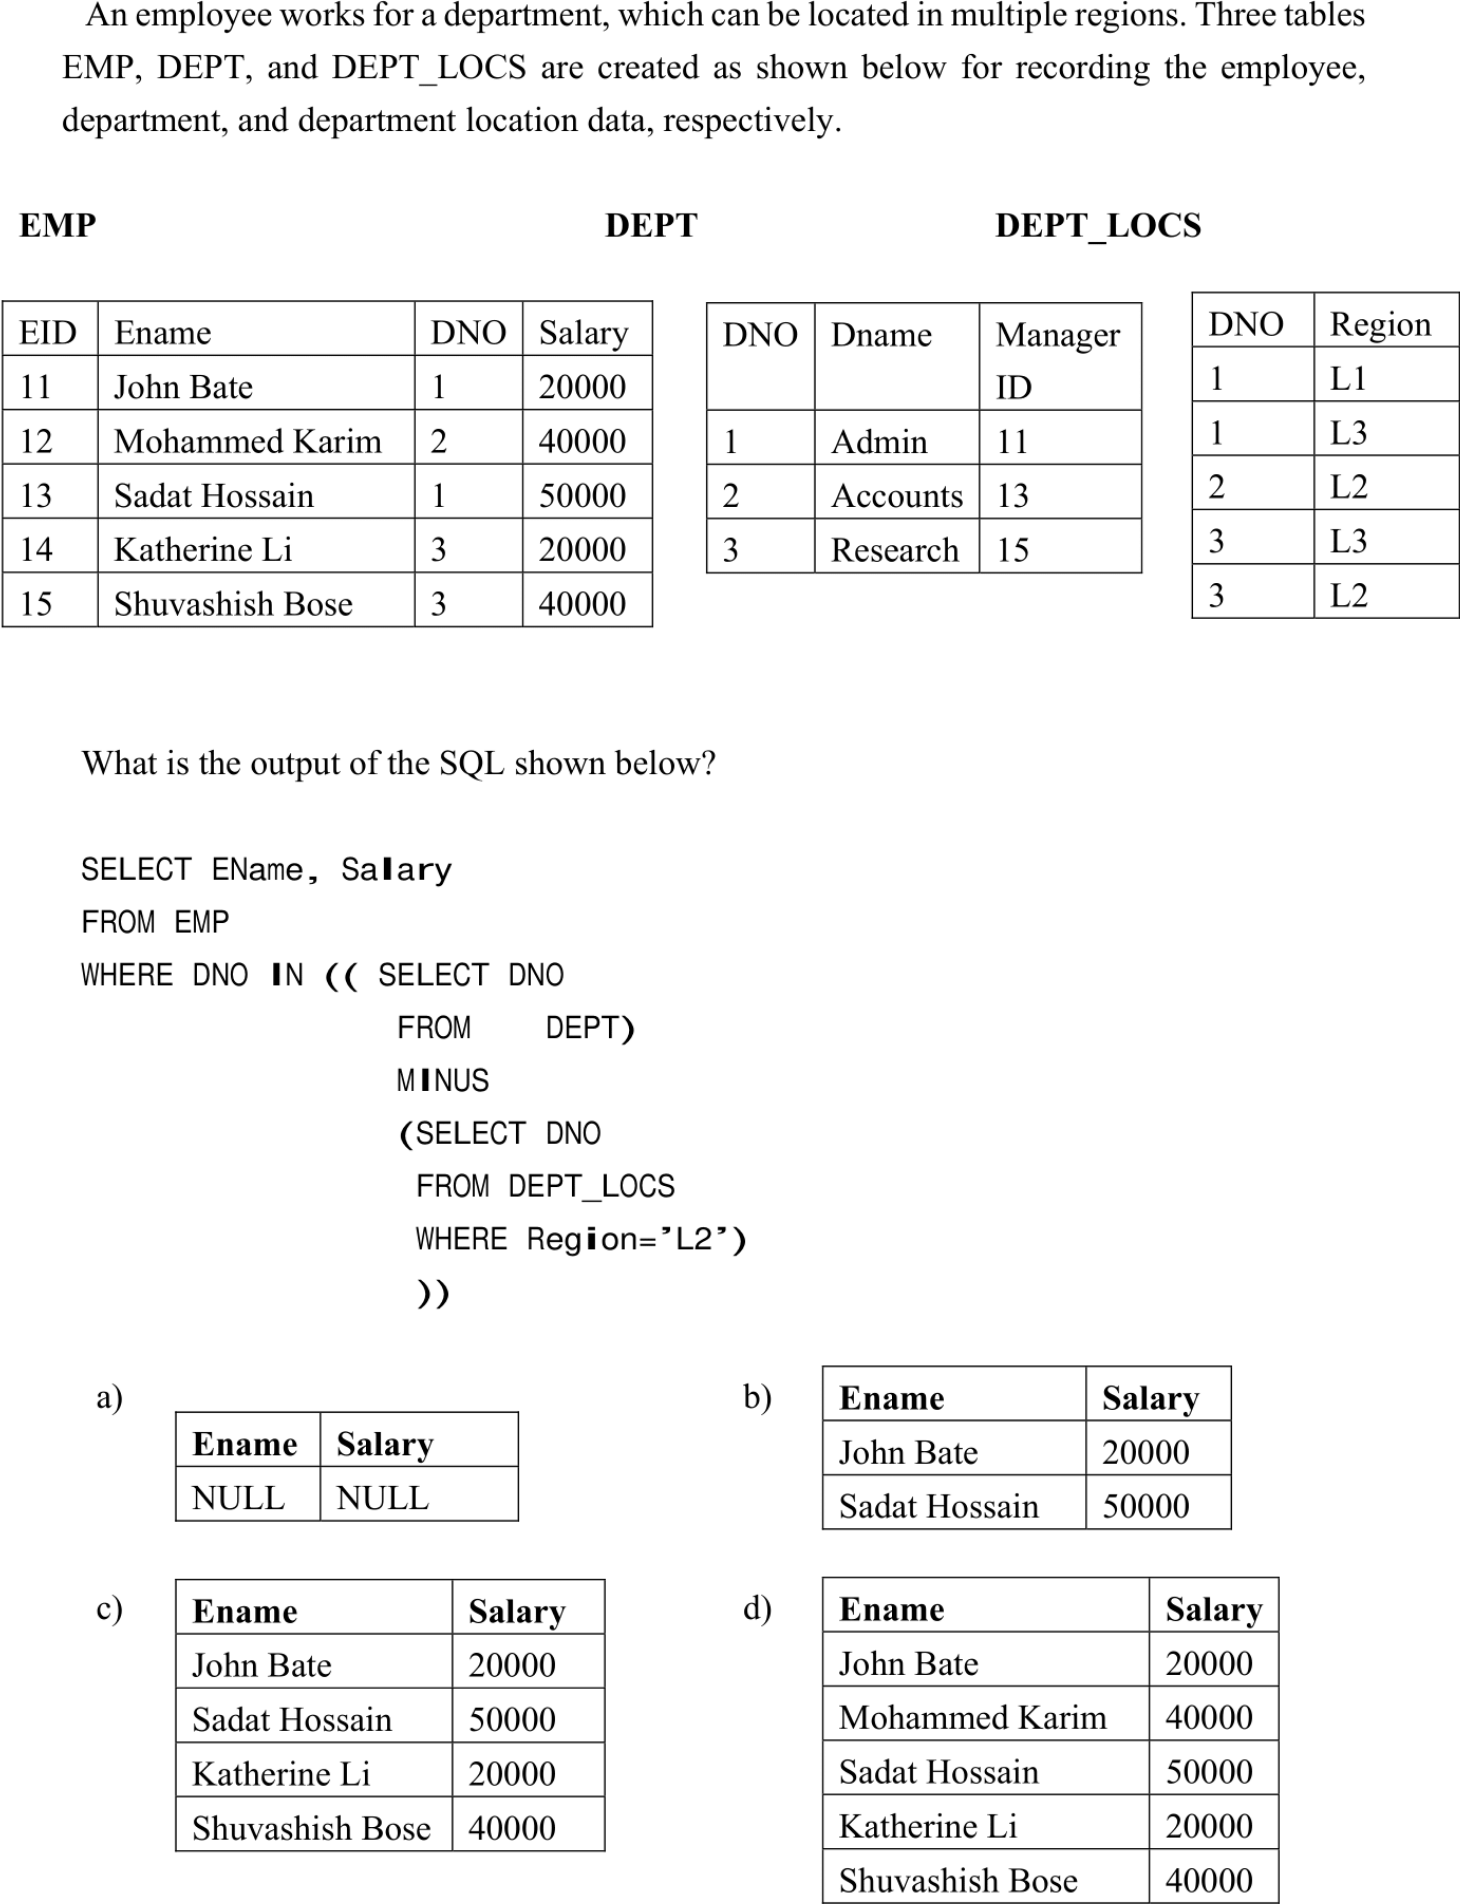 An employee works for a department, which can be located in multiple regions. Three tables
EMP, DEPT, and DEPT_LOCS are created as shown below for recording the employee,
department, and department location data, respectively.
EMP DEPT DEPT_LOCS
EID Ename DNO Salary
11 John Bate 1 20000
12 Mohammed Karim 2 40000
13 Sadat Hossain 1 50000
14 Katherine Li 3 20000
15 Shuvashish Bose 3 40000
DNO Dname Manager
ID
1 Admin 11
2 Accounts 13
3 Research 15
DNO Region
1 L1
1 L3
2 L2
3 L3
3 L2
What is the output of the SQL shown below?
SELECT EName, Salary
FROM EMP
WHERE DNO IN (( SELECT DNO
FROM DEPT)
MINUS
(SELECT DNO
FROM DEPT_LOCS
WHERE Region=’L2’)
))
a)
Ename Salary
NULL NULL
b)
Ename Salary
John Bate 20000
Sadat Hossain 50000
c)
Ename Salary
John Bate 20000
Sadat Hossain 50000
Katherine Li 20000
Shuvashish Bose 40000
d)
Ename Salary
John Bate 20000
Mohammed Karim 40000
Sadat Hossain 50000
Katherine Li 20000
Shuvashish Bose 40000